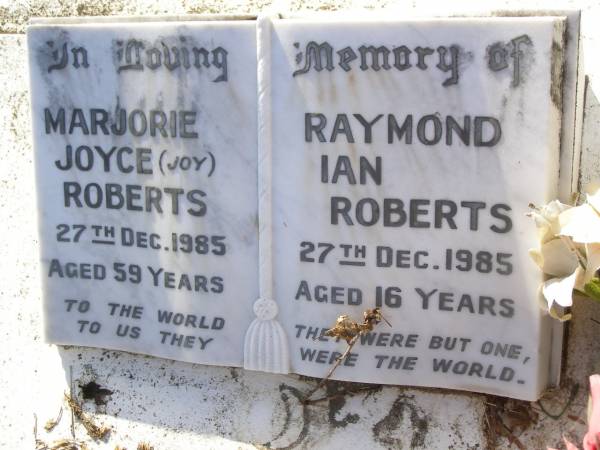 In Loving
MARJORIE
JOYCE (JOY)
ROBERTS
27TH DEC. 1985
AGED 59 YEARS
TO THE WORLD
TO US THEY
Memory of
RAYMOND
IAN
ROBERTS
27TH DEC. 1985
AGED 16 YEARS
THEY WERE BUT ONE,
WERE THE WORLD.